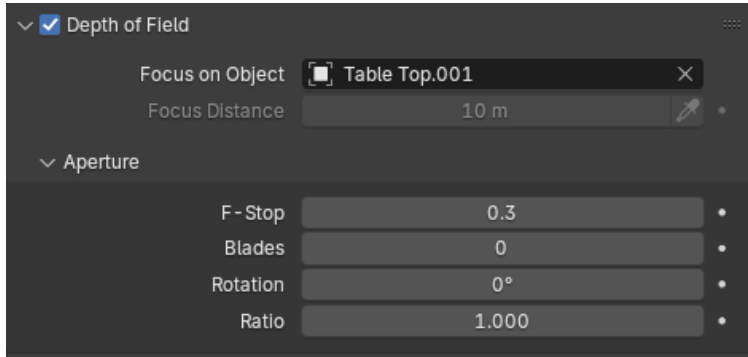 Depth of Field
Focus on Object Table Top.001
Focus Distance 10 m
Aperture
F-Stop 0.3
Blades 0
Rotation 0°
Ratio 1.000